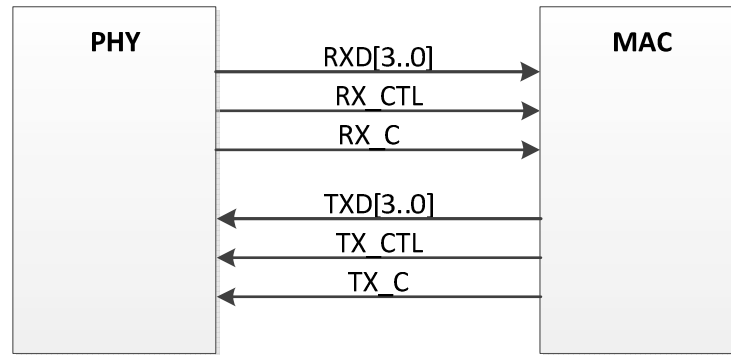 PHY
MAC
RXD[3..0]
RX_CTL
RX_C
TXD[3..0]
TX_CTL
TX_C